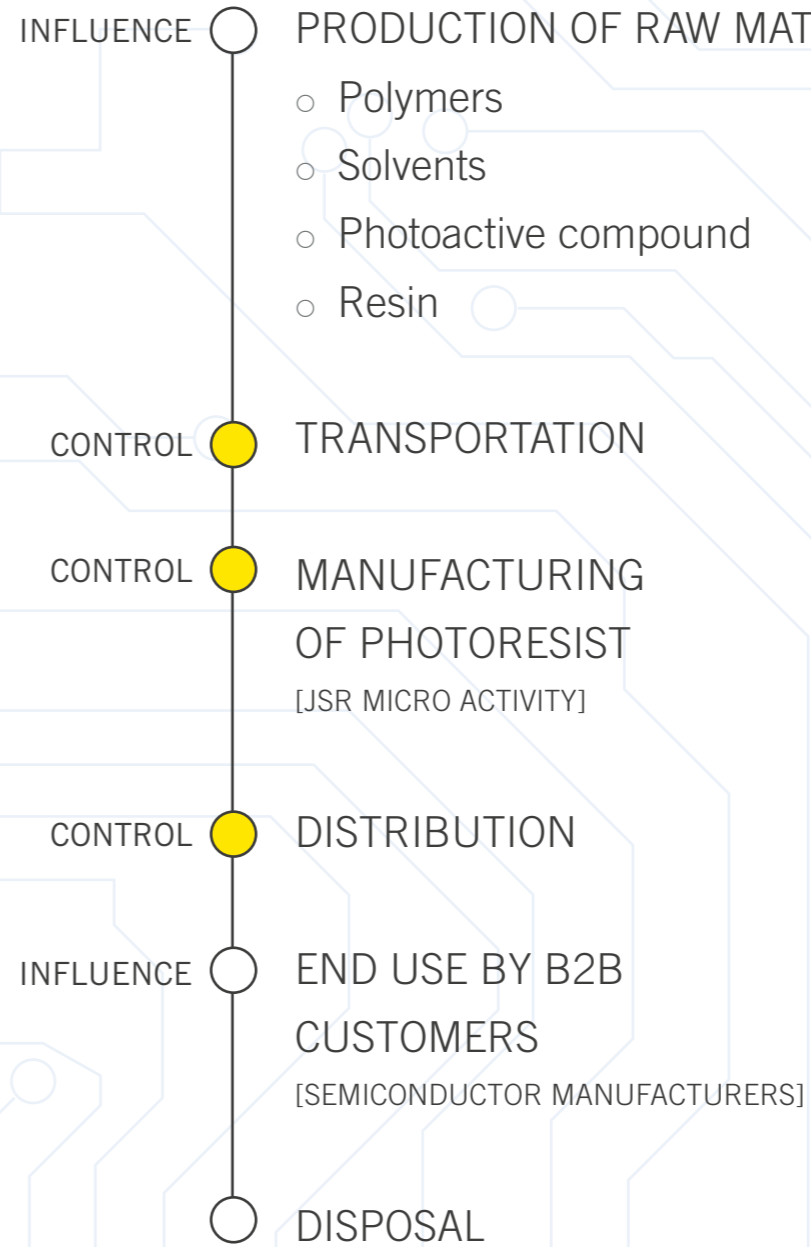 INFLUENCE PRODUCTION OF RAW MAT
Polymers
Solvents
Photoactive compound
Resin
CONTROL TRANSPORTATION
CONTROL MANUFACTURING
OF PHOTORESIST
[JSR MICRO ACTIVITY]
CONTROL DISTRIBUTION
INFLUENCE END USE BY B2B
CUSTOMERS
[SEMICONDUCTOR MANUFACTURERS]
DISPOSAL